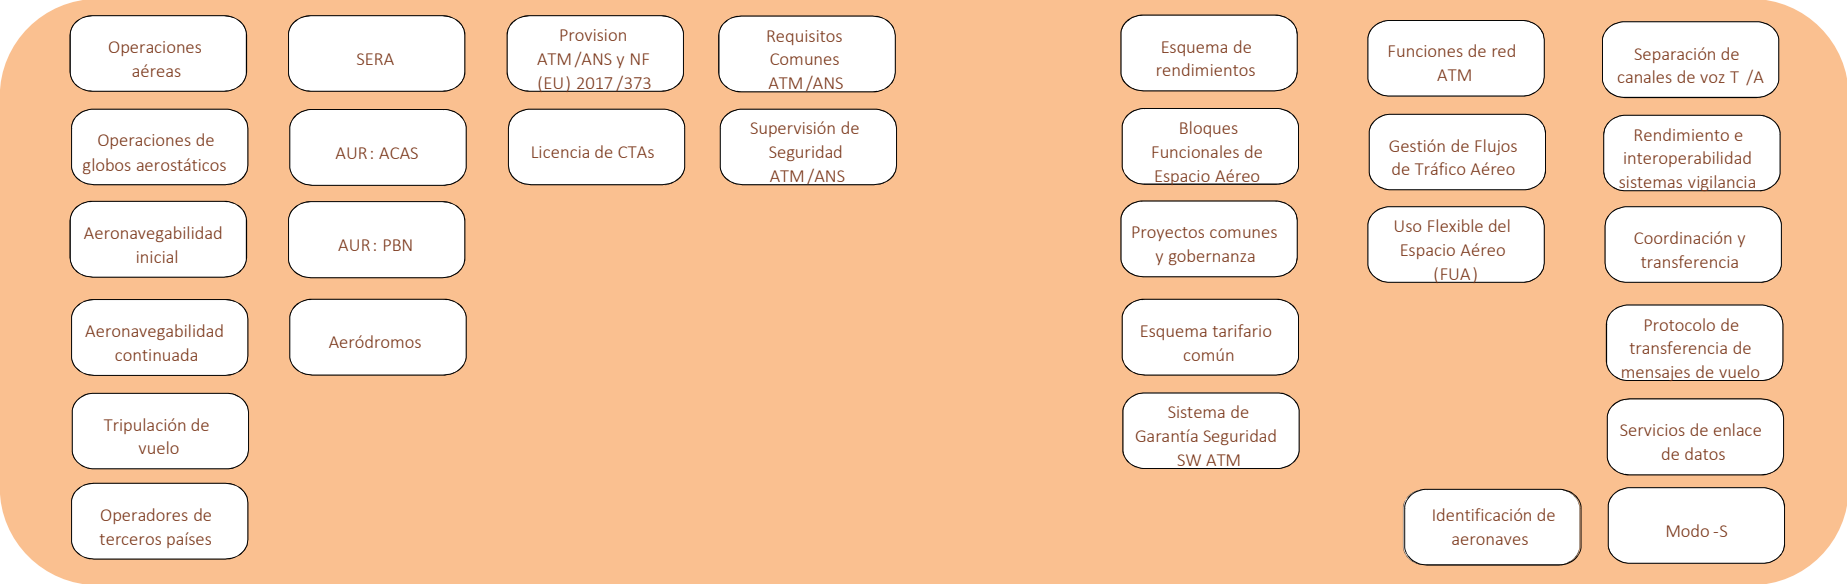 Operaciones
aéreas
Operaciones de
globos aerostáticos
Aeronavegabilidad
inicial
Aeronavegabilidad
continuada
Tripulación de
vuelo
Operadores de
terceros países
SERA
AUR: ACAS
AUR: PBN
Aeródromos
Provision
ATM/ANS y NF
(EU) 2017/373
Licencia de CTAs
Requisitos
Comunes
ATM/ANS
Supervisión de
Seguridad
ATM/ANS
Esquema de
rendimientos
Bloques
Funcionales de
Espacio Aéreo
Proyectos comunes
y gobernanza
Esquema tarifario
común
Sistema de
Garantía Seguridad
SW ATM
Funciones de red
ATM
Gestión de Flujos
de Tráfico Aéreo
Uso Flexible del
Espacio Aéreo
(FUA)
Identificación de
aeronaves
Separación de
canales de voz T /A
Rendimiento e
interoperabilidad
sistemas vigilancia
Coordinación y
transferencia
Protocolo de
transferencia de
mensajes de vuelo
Servicios de enlace
de datos
Modo -S